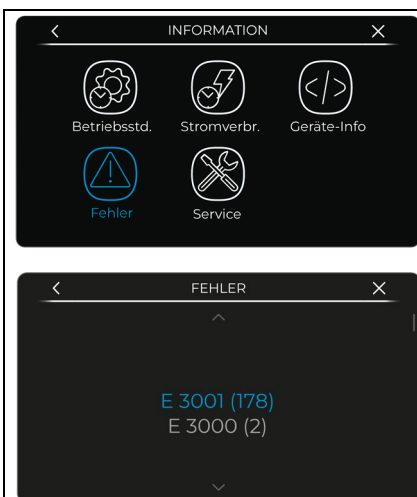 INFORMATION
Betriebsstd. Stromverbr. Geräte-Info
Fehler Service
FEHLER
E 3001 (178)
E 3000 (2)